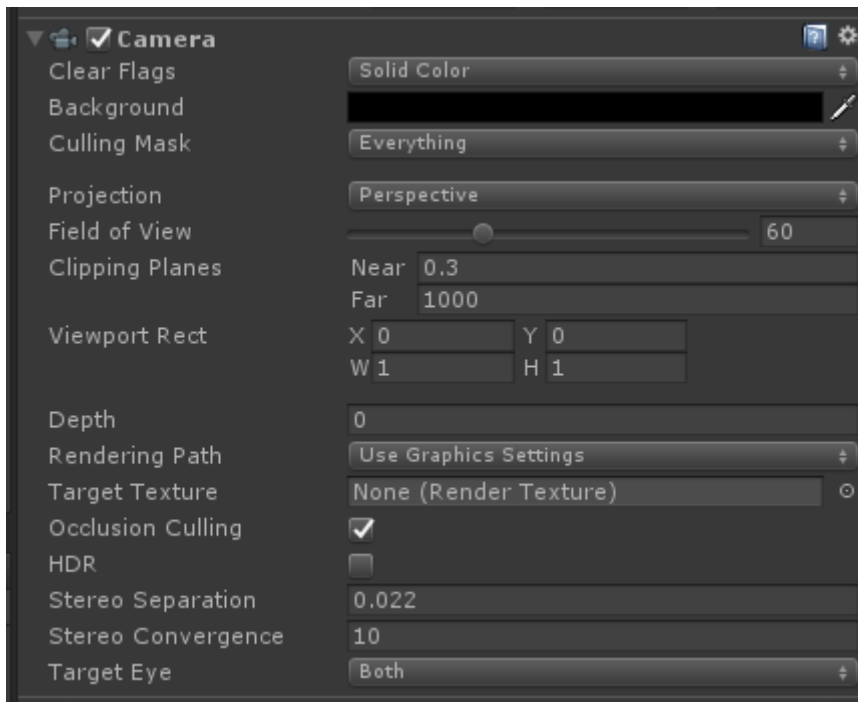 Camera
Clear Flags Solid Color
Background
Culling Mask Everything
Projection Perspective
Field of View 60
Clipping Planes Near 0.3
Far 1000
Viewport Rect X 0 Y 0
W 1 H 1
Depth 0
Rendering Path Use Graphics Settings
Target Texture None (Render Texture)
Occlusion Culling
HDR
Stereo Separation 0.022
Stereo Convergence 10
Target Eye Both